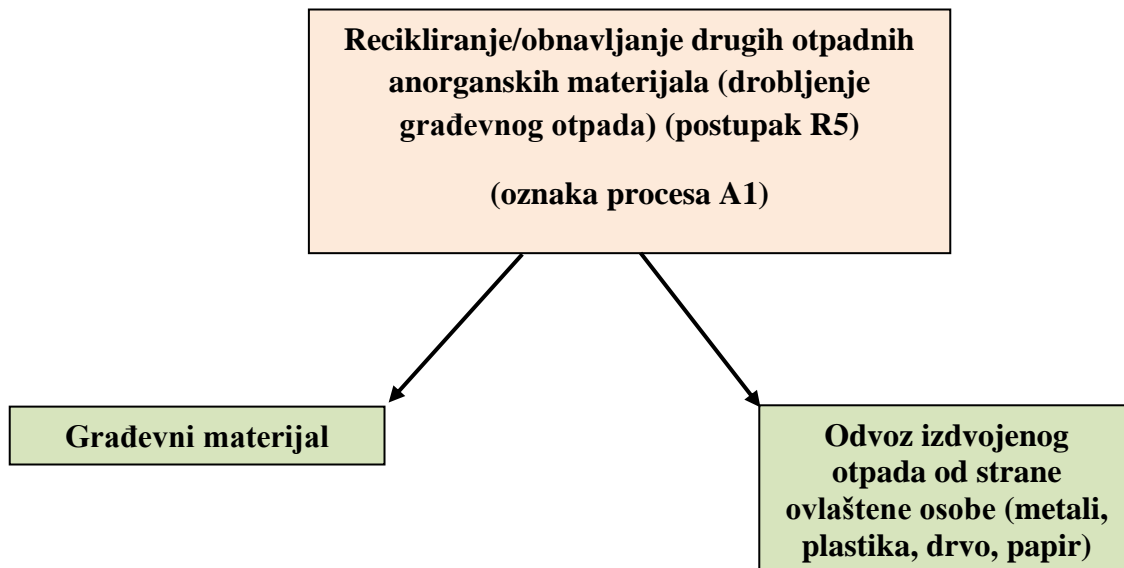 Recikliranje/obnavljanje drugih otpadnih
anorganskih materijala (drobljenje
građevnog otpada) (postupak R5)
(oznaka procesa A1)
Građevni materijal
Odvoz izdvojenog
otpada od strane
ovlaštene osobe (metali,
plastika, drvo, papir)